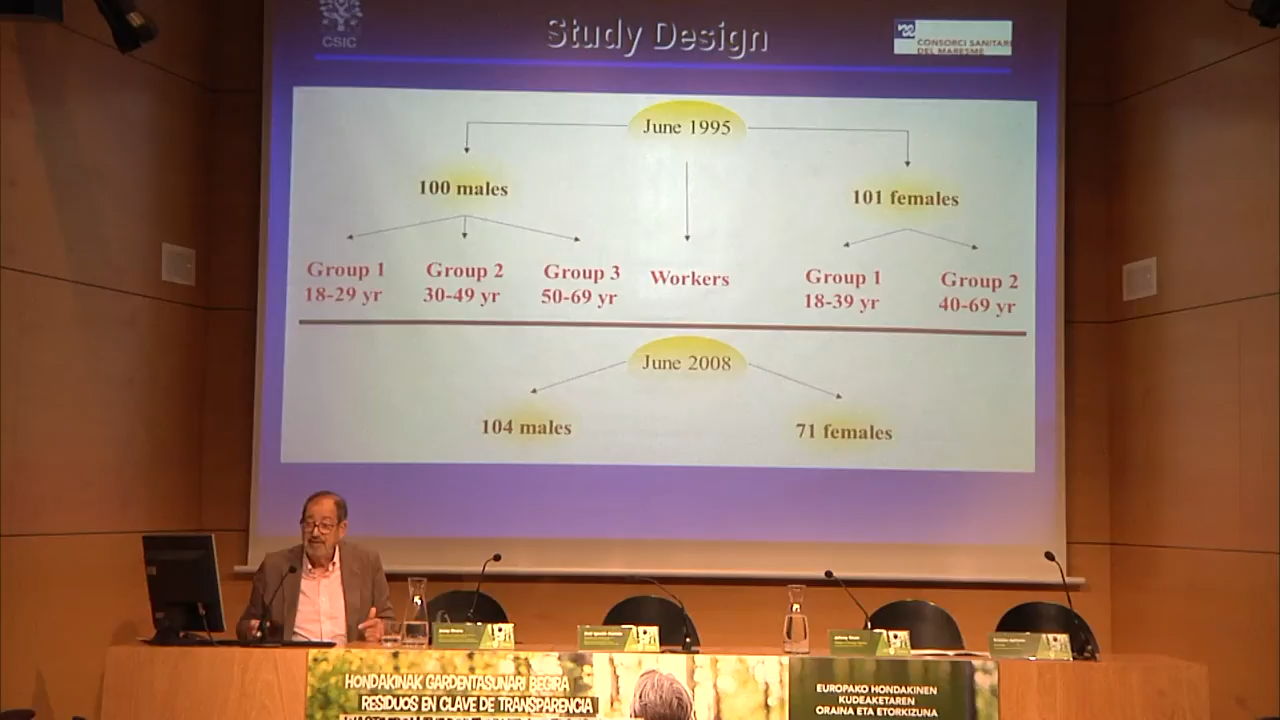 CSIC
Study Design
CONSORCI SANITARI
DEL MARESME
June 1995
100 males
101 females
Group 1
18-29 yr
Group 2
30-49 yr
Group 3
50-69 yr
Workers
Group 1
18-39 yr
Group 2
40-69 yr
June 2008
104 males
71 females
HONDAKINAK GARDENTASUNARI BEGIRA
RESIDUOS EN CLAVE DE TRANSPARENCIA
EUROPAKO HONDAKINEN
KUDEAKETAREN
ORAINA ETA ETORKIZUNA